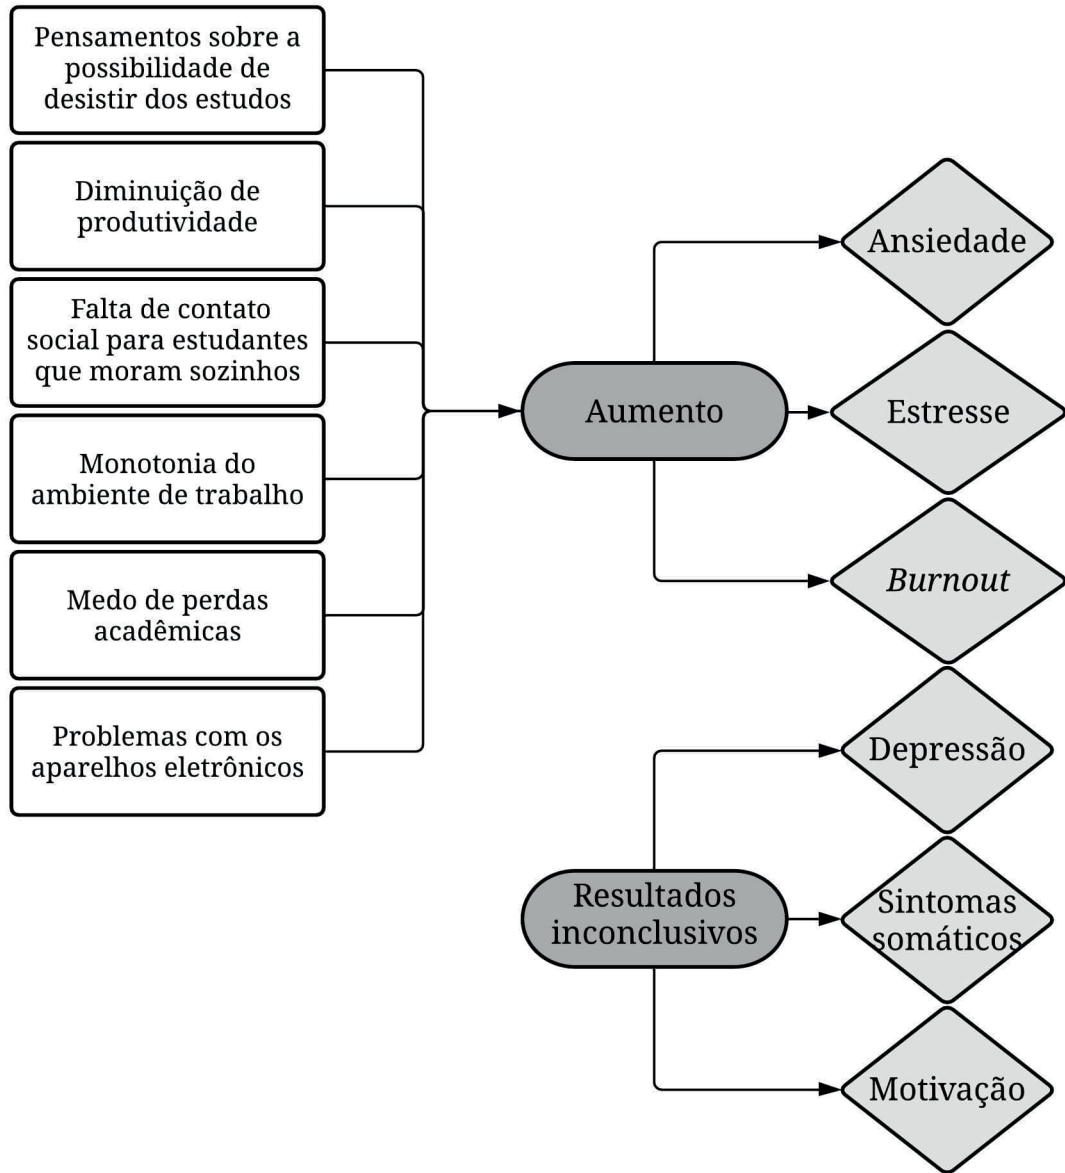 Pensamentos sobre a
possibilidade de
desistir dos estudos
Diminuição de
produtividade
Falta de contato
social para estudantes
que moram sozinhos
Monotonia do
ambiente de trabalho
Medo de perdas
acadêmicas
Problemas com os
aparelhos eletrônicos
Aumento
Ansiedade
Estresse
Burnout
Resultados
inconclusivos
Depressão
Sintomas
somáticos
Motivação